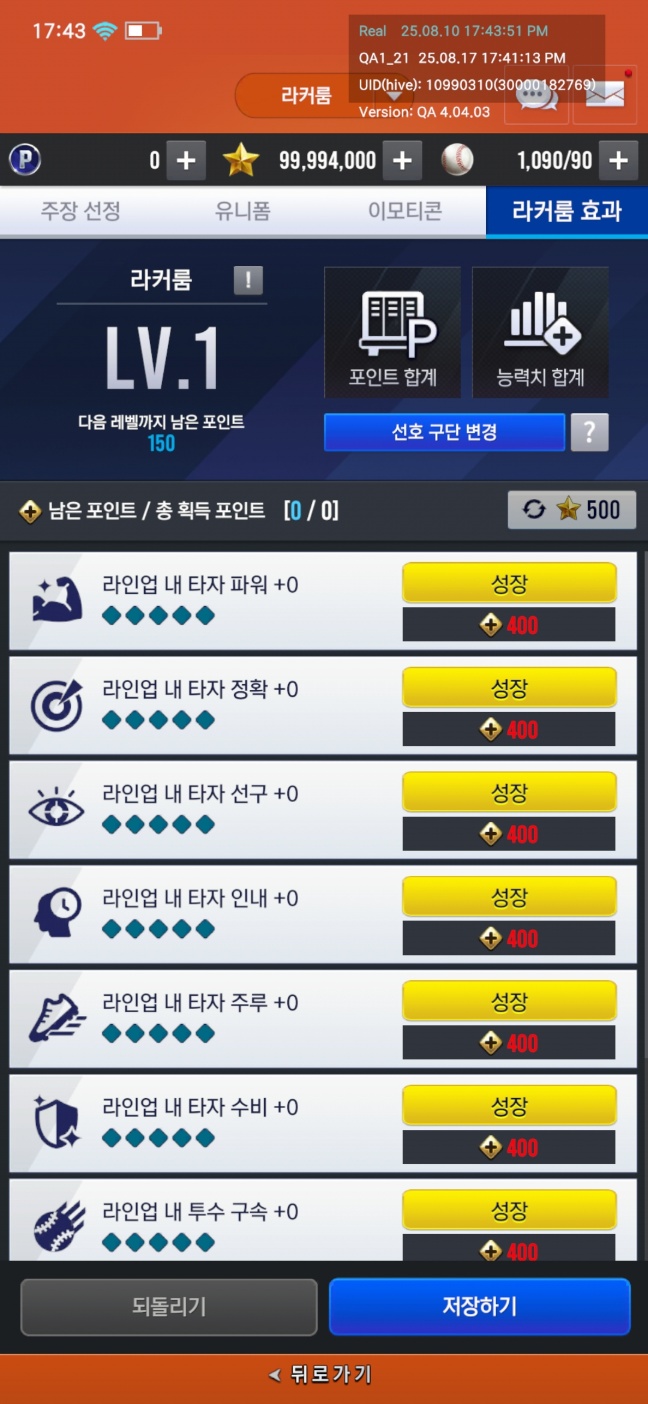 17:43
Real 25.08.10 17:43:51 PM
QA1_21 25.08.17 17:41:13 PM
UID(hive): 10990310(30000182769)
Version: QA 4.04.03
라커룸
P 0 + 99,994,000 + 1,090/90 +
주장 선정 유니폼 이모티콘 라커룸 효과
라커룸 !
LV.1
다음 레벨까지 남은 포인트
150
P
포인트 합계
능력치 합계
선호 구단 변경 ?
남은 포인트 / 총 획득 포인트 [0 / 0] 500
라인업 내 타자 파워 +0 성장
400
라인업 내 타자 정확 +0 성장
400
라인업 내 타자 선구 +0 성장
400
라인업 내 타자 인내 +0 성장
400
라인업 내 타자 주루 +0 성장
400
라인업 내 타자 수비 +0 성장
400
라인업 내 투수 구속 +0 성장
400
되돌리기 저장하기
뒤로가기